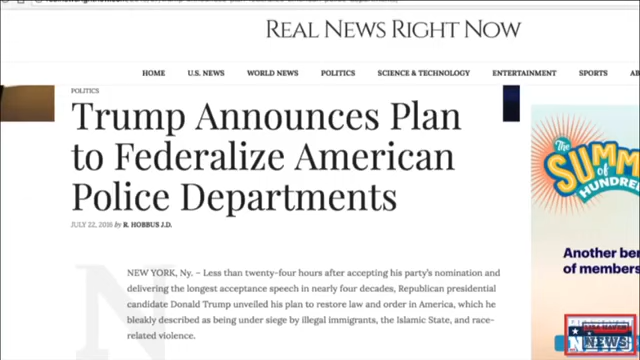 REAL NEWS RIGHT NOW
HOME U.S. NEWS WORLD NEWS POLITICS SCIENCE & TECHNOLOGY ENTERTAINMENT SPORTS
POLITICS
Trump Announces Plan
to Federalize American
Police Departments
JULY 22, 2016 by R. HOBBUS J.D.
NEW YORK, Ny. – Less than twenty-four hours after accepting his party's nomination and
delivering the longest acceptance speech in nearly four decades, Republican presidential
candidate Donald Trump unveiled his plan to restore law and order in America, which he
bleakly described as being under siege by illegal immigrants, the Islamic State, and race-
related violence.
N
The
SUMM
of
HUNDRE
Another ben
of members
NEWS